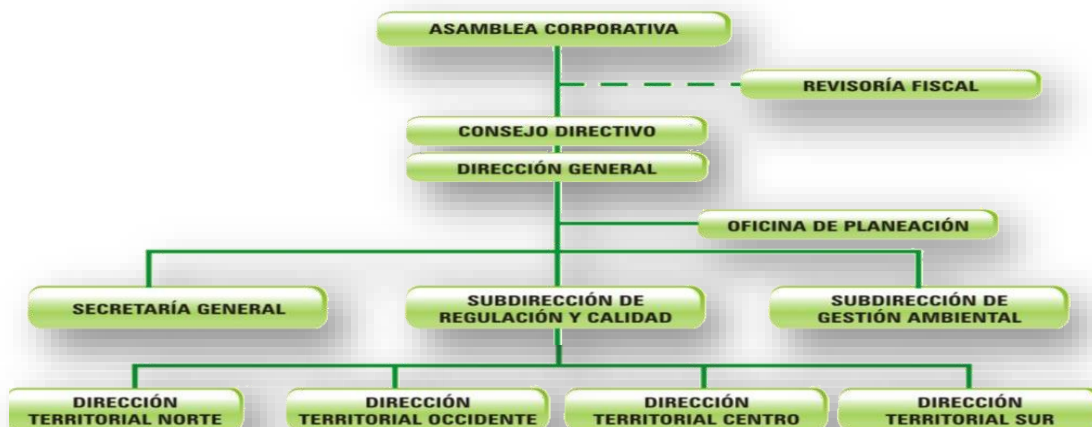 ASAMBLEA CORPORATIVA
REVISORÍA FISCAL
CONSEJO DIRECTIVO
DIRECCIÓN GENERAL
OFICINA DE PLANEACIÓN
SECRETARÍA GENERAL
SUBDIRECCIÓN DE
REGULACIÓN Y CALIDAD
SUBDIRECCIÓN DE
GESTIÓN AMBIENTAL
DIRECCIÓN
TERRITORIAL NORTE
DIRECCIÓN
TERRITORIAL OCCIDENTE
DIRECCIÓN
TERRITORIAL CENTRO
DIRECCIÓN
TERRITORIAL SUR